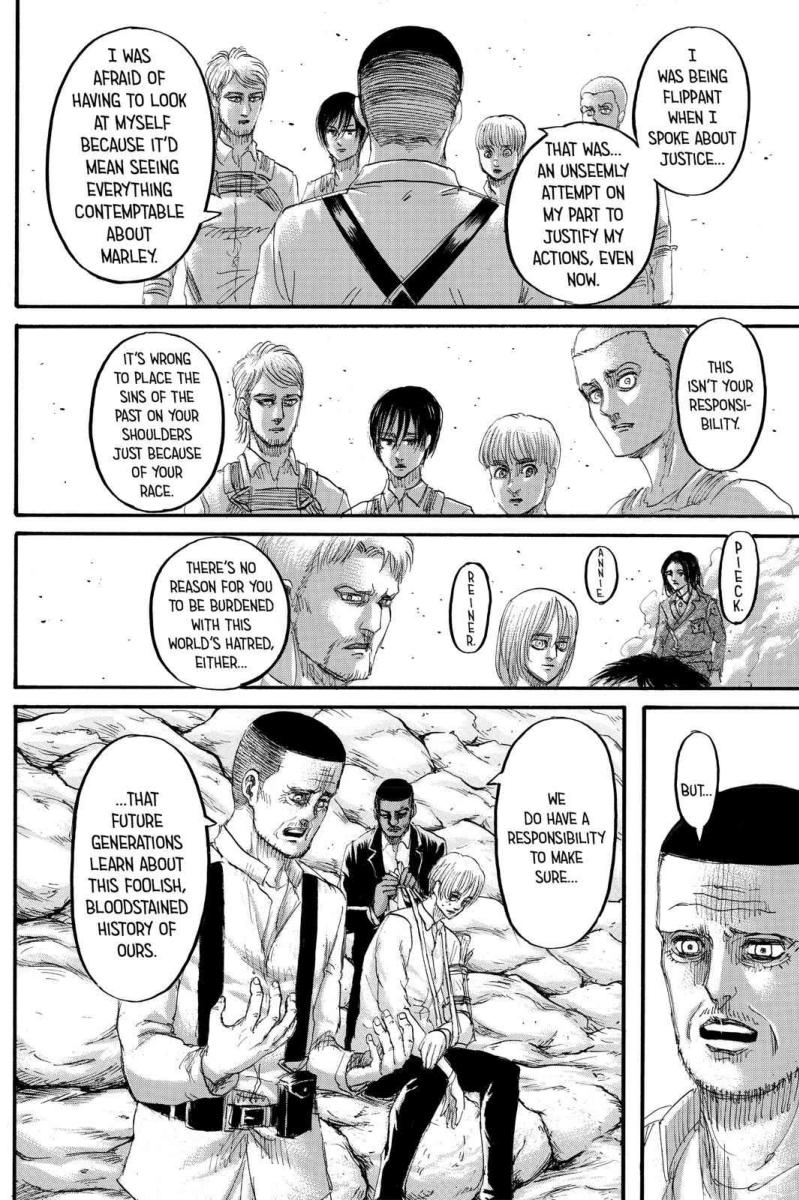 I
WAS BEING
FLIPPANT
WHEN I
SPOKE ABOUT
JUSTICE...
THAT WAS...
AN UNSEEMLY
ATTEMPT ON
MY PART TO
JUSTIFY MY
ACTIONS, EVEN
NOW.
I WAS
AFRAID OF
HAVING TO LOOK
AT MYSELF
BECAUSE IT'D
MEAN SEEING
EVERYTHING
CONTEMPTABLE
ABOUT
MARLEY.
THIS
ISN'T YOUR
RESPONSI-
BILITY.
IT'S WRONG
TO PLACE THE
SINS OF THE
PAST ON YOUR
SHOULDERS
JUST BECAUSE
OF YOUR
RACE.
PIECK.
ANNIE.
REINER.
THERE'S NO
REASON FOR YOU
TO BE BURDENED
WITH THIS
WORLD'S HATRED,
EITHER...
BUT...
WE
DO HAVE A
RESPONSIBILITY
TO MAKE
SURE...
...THAT
FUTURE
GENERATIONS
LEARN ABOUT
THIS FOOLISH,
BLOODSTAINED
HISTORY OF
OURS.